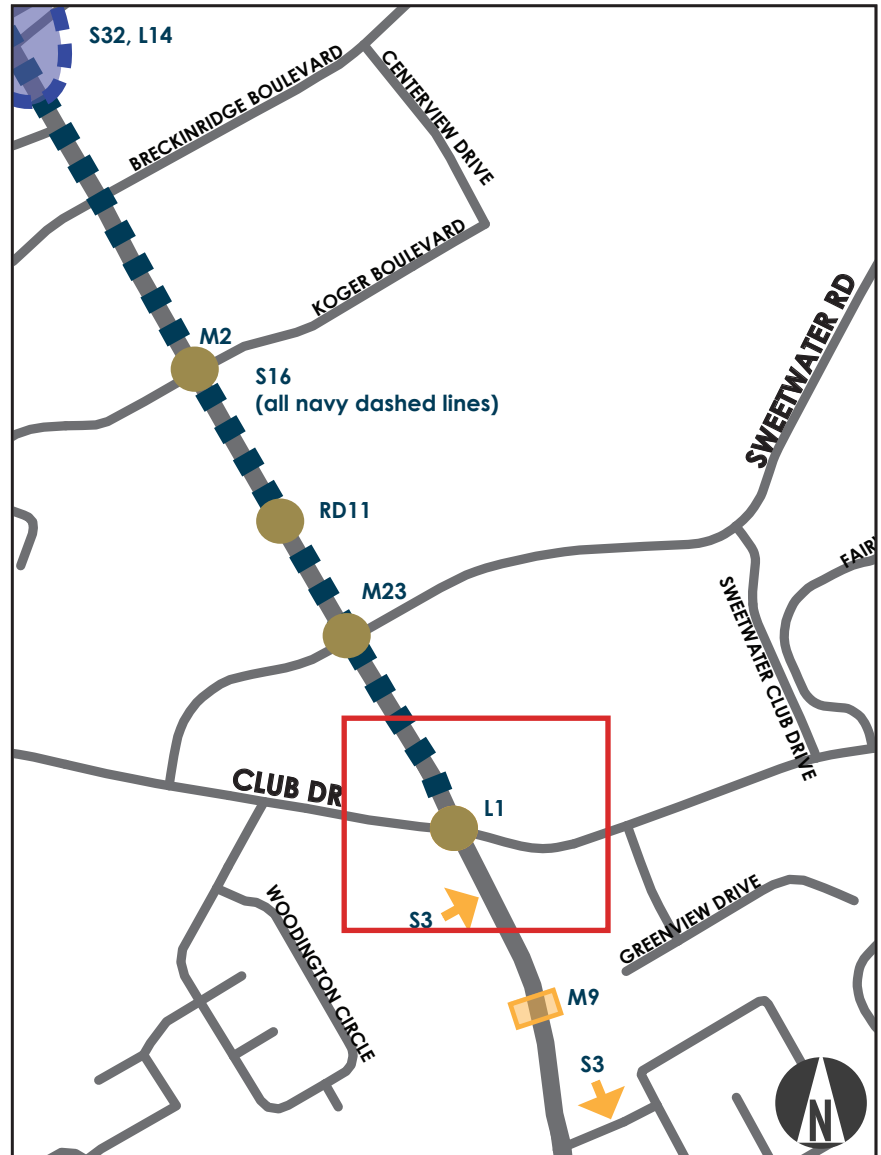 S32, L14
BRECKINRIDGE BOULEVARD
CENTERVIEW DRIVE
KOGER BOULEVARD
M2
S16
(all navy dashed lines)
SWEETWATER RD
RD11
M23
FAIR
SWEETWATER CLUB DRIVE
CLUB DR
L1
S3
WOODINGTON CIRCLE
GREENVIEW DRIVE
M9
S3
N